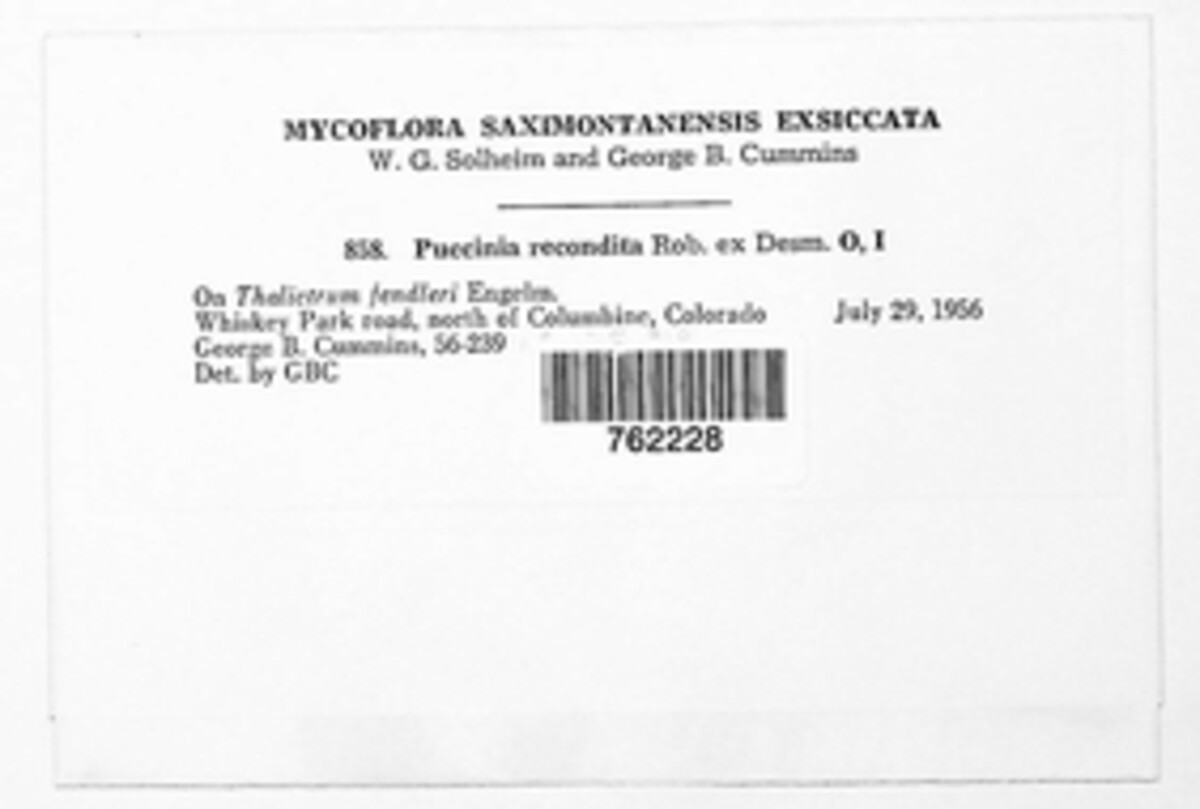 MYCOFLORA SAXIMONTANENSIS EXSICCATA
W. G. Solheim and George B. Cummins
858. Puccinia recondita Rob. ex Desm. O, I
On Thalictrum fendleri Engelm.
Whiskey Park road, north of Columbine, Colorado July 29, 1956
George B. Cummins, 56-239
Det. by GBC
762228